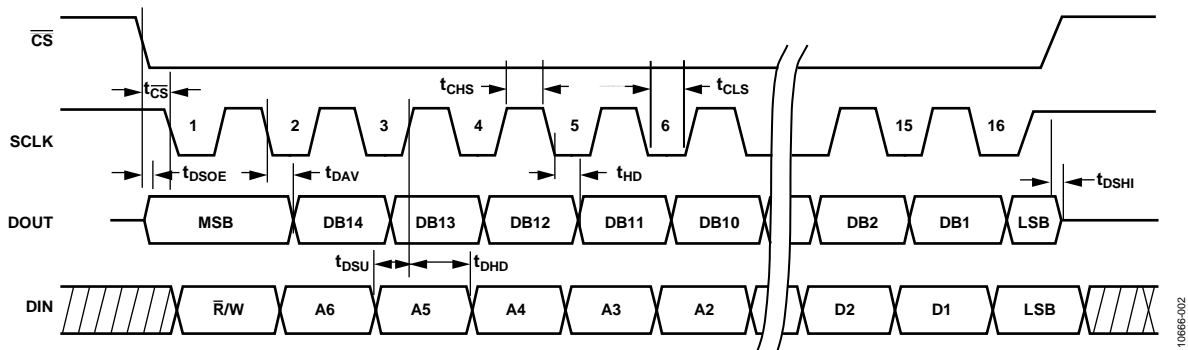 CS
tCS
tCHS
tCLS
SCLK
1 2 3 4 5 6 15 16
tDSOE
tDAV
tHD
tDSHI
DOUT
MSB DB14 DB13 DB12 DB11 DB10 DB2 DB1 LSB
tDSU
tDHD
DIN
R/W A6 A5 A4 A3 A2 D2 D1 LSB
10666-002